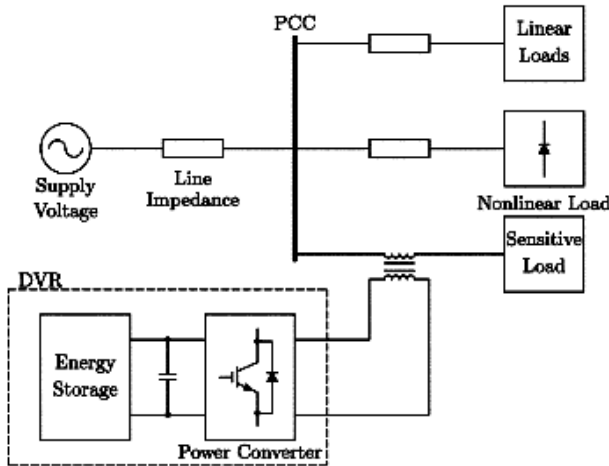 PCC
Linear
Loads
Supply
Voltage
Line
Impedance
Nonlinear Load
Sensitive
Load
DVR
Energy
Storage
Power Converter